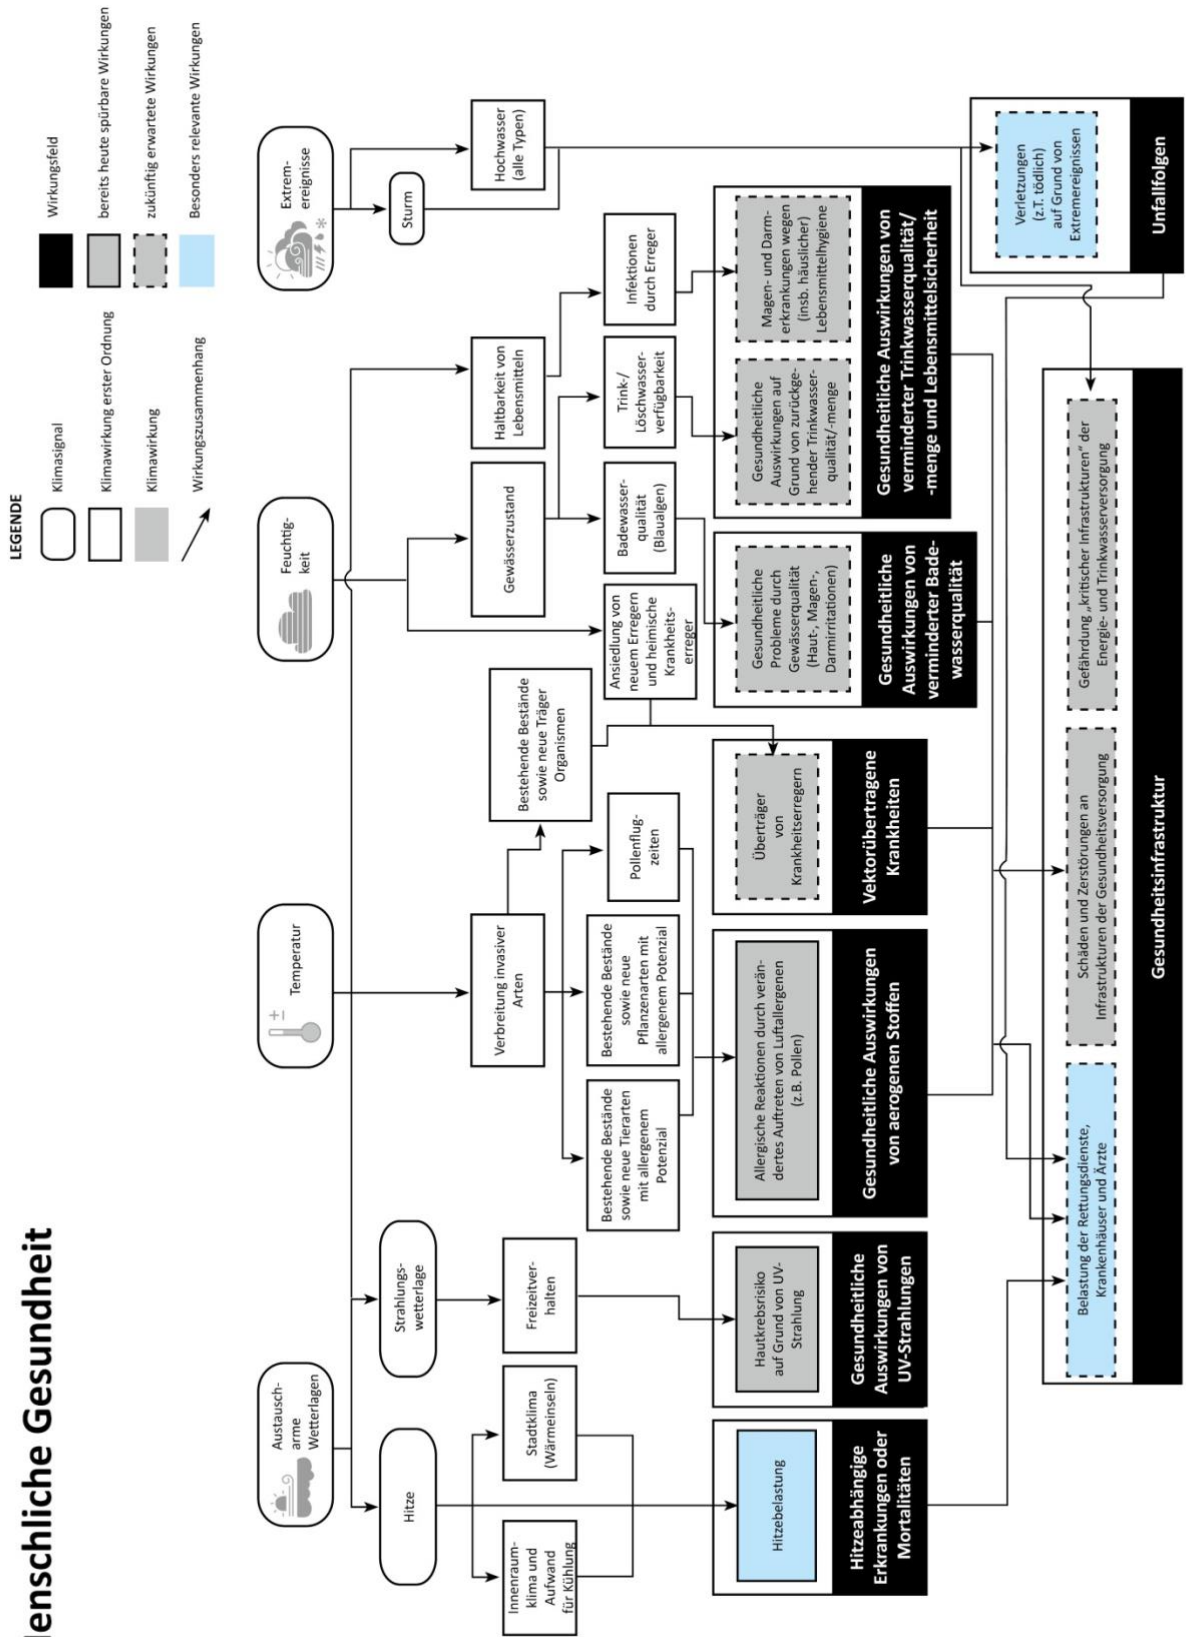 lenschliche Gesundheit
LEGENDE
Klimasignal
Klimawirkung erster Ordnung
Klimawirkung
Wirkungszusammenhang
Wirkungsfeld
bereits heute spürbare Wirkungen
zukünftig erwartete Wirkungen
Besonders relevante Wirkungen
Austausch-
arme
Wetterlagen
Temperatur
Feuchtig-
keit
Extrem-
ereignisse
Hitze
Strahlungs-
wetterlage
Sturm
Innenraum-
klima und
Aufwand
für Kühlung
Stadtklima
(Wärmeinseln)
Freizeitver-
halten
Verbreitung invasiver
Arten
Gewässerzustand
Haltbarkeit von
Lebensmitteln
Hochwasser
(alle Typen)
Bestehende Bestände
sowie neue Träger
Organismen
Bestehende Bestände
sowie neue Tierarten
mit allergenem
Potenzial
Bestehende Bestände
sowie neue
Pflanzenarten mit
allergenem Potenzial
Pollenflug-
zeiten
Ansiedlung von
neuem Erregern
und heimische
Krankheits-
erreger
Badewasser-
qualität
(Blaualgen)
Trink-/
Löschwasser-
verfügbarkeit
Infektionen
durch Erreger
Hitzebelastung
Hitzeabhängige
Erkrankungen oder
Mortalitäten
Hautkrebsrisiko
auf Grund von UV-
Strahlung
Gesundheitliche
Auswirkungen von
UV-Strahlungen
Allergische Reaktionen durch verän-
dertes Auftreten von Luftallergenen
(z.B. Pollen)
Gesundheitliche Auswirkungen
von aerogenen Stoffen
Überträger
von
Krankheitserregern
Vektorübertragene
Krankheiten
Gesundheitliche
Probleme durch
Gewässerqualität
(Haut-, Magen-,
Darmirritationen)
Gesundheitliche
Auswirkungen von
verminderter Bade-
wasserqualität
Gesundheitliche
Auswirkungen auf
Grund von zurückge-
hender Trinkwasser-
qualität/-menge
Magen- und Darm-
erkrankungen wegen
(insb. häuslicher)
Lebensmittelhygiene
Gesundheitliche Auswirkungen von
verminderter Trinkwasserqualität/
-menge und Lebensmittelsicherheit
Verletzungen
(z.T. tödlich)
auf Grund von
Extremereignissen
Unfallfolgen
Belastung der Rettungsdienste,
Krankenhäuser und Ärzte
Schäden und Zerstörungen an
Infrastrukturen der Gesundheitsversorgung
Gefährdung „kritischer Infrastrukturen“ der
Energie- und Trinkwasserversorgung
Gesundheitsinfrastruktur